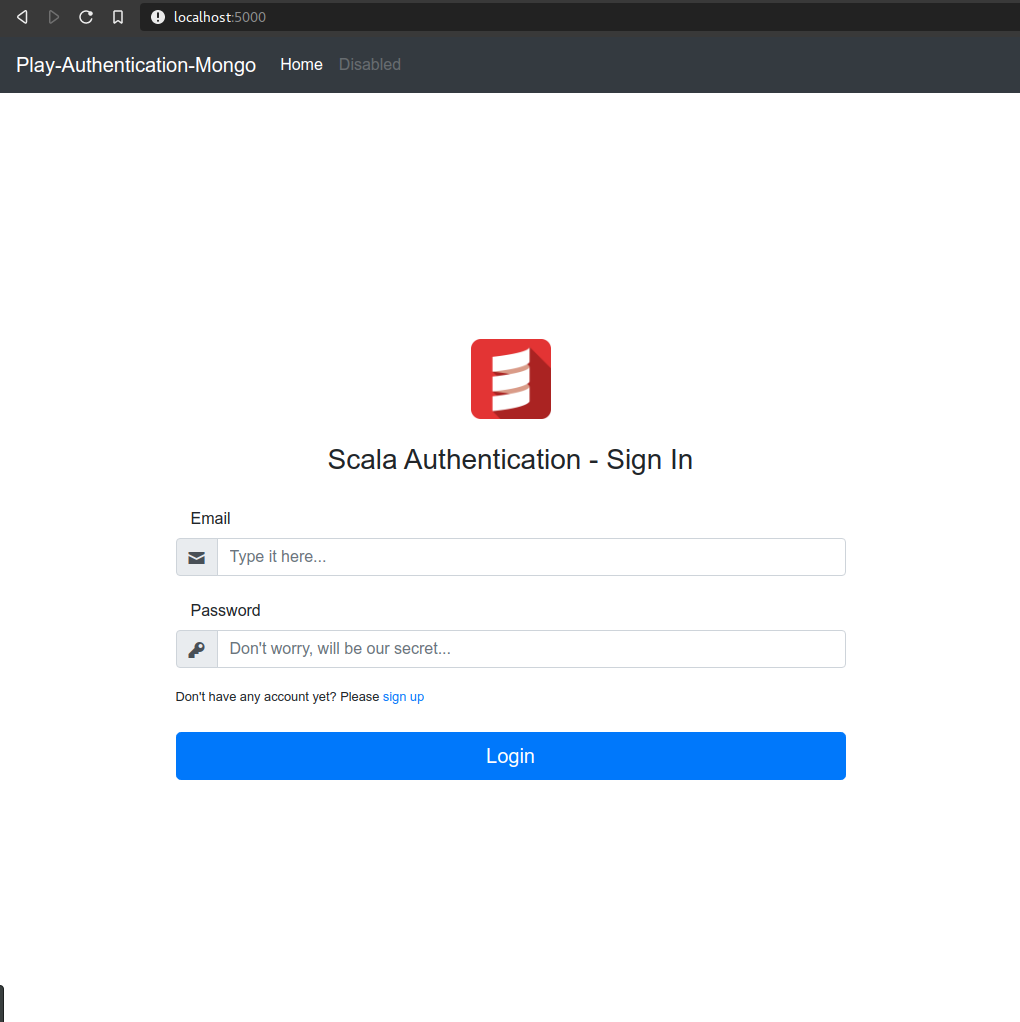 localhost:5000
Play-Authentication-Mongo Home Disabled
Scala Authentication - Sign In
Email
Type it here...
Password
Don't worry, will be our secret...
Don't have any account yet? Please sign up
Login